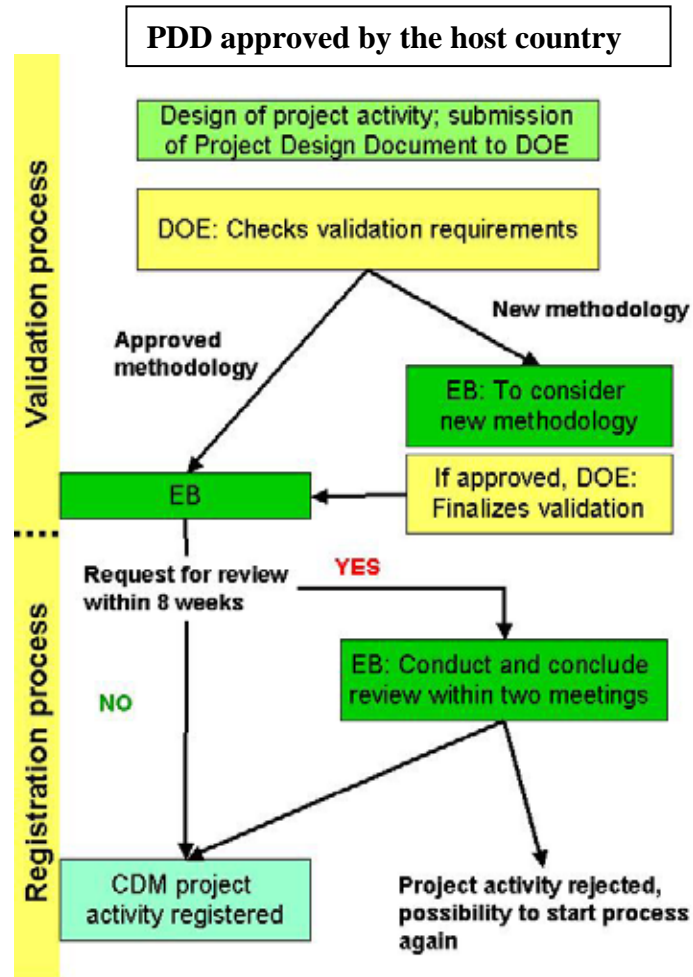 PDD approved by the host country
Validation process
Design of project activity; submission
of Project Design Document to DOE
DOE: Checks validation requirements
New methodology
Approved
methodology
EB: To consider
new methodology
If approved, DOE:
Finalizes validation
EB
Registration process
Request for review
within 8 weeks
YES
EB: Conduct and conclude
review within two meetings
NO
CDM project
activity registered
Project activity rejected,
possibility to start process
again